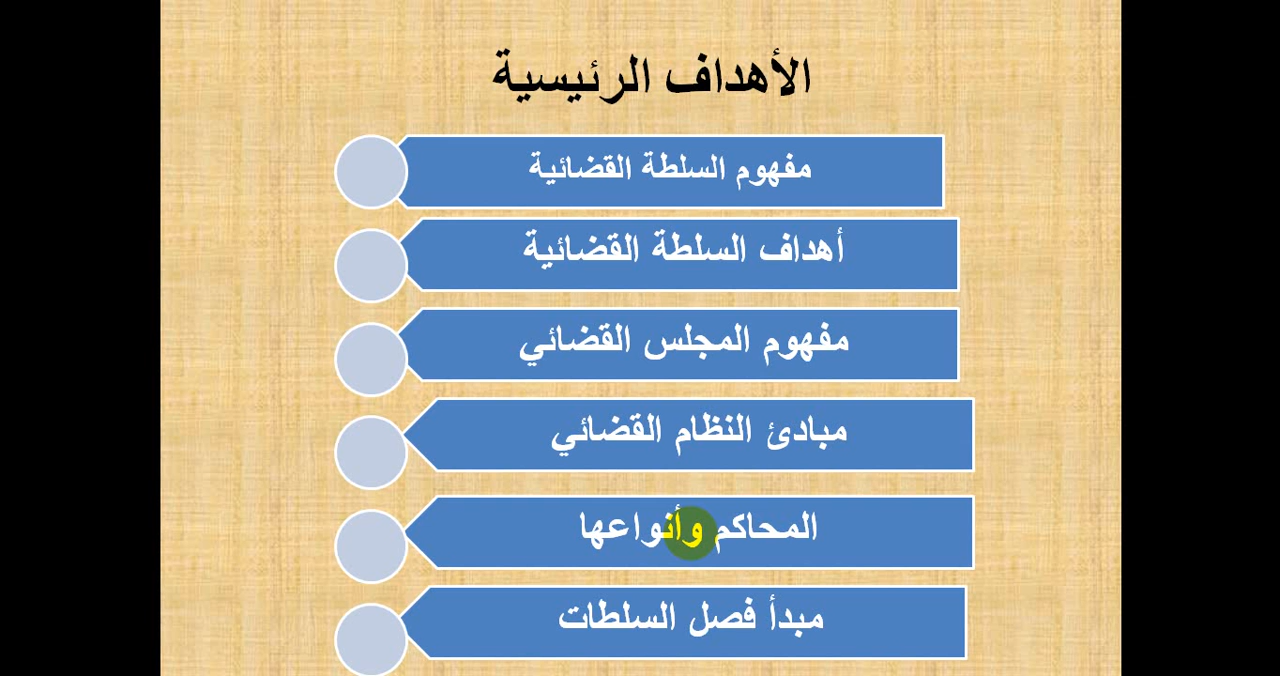 الأهداف الرئيسية
مفهوم السلطة القضائية
أهداف السلطة القضائية
مفهوم المجلس القضائي
مبادئ النظام القضائي
المحاكم وأنواعها
مبدأ فصل السلطات